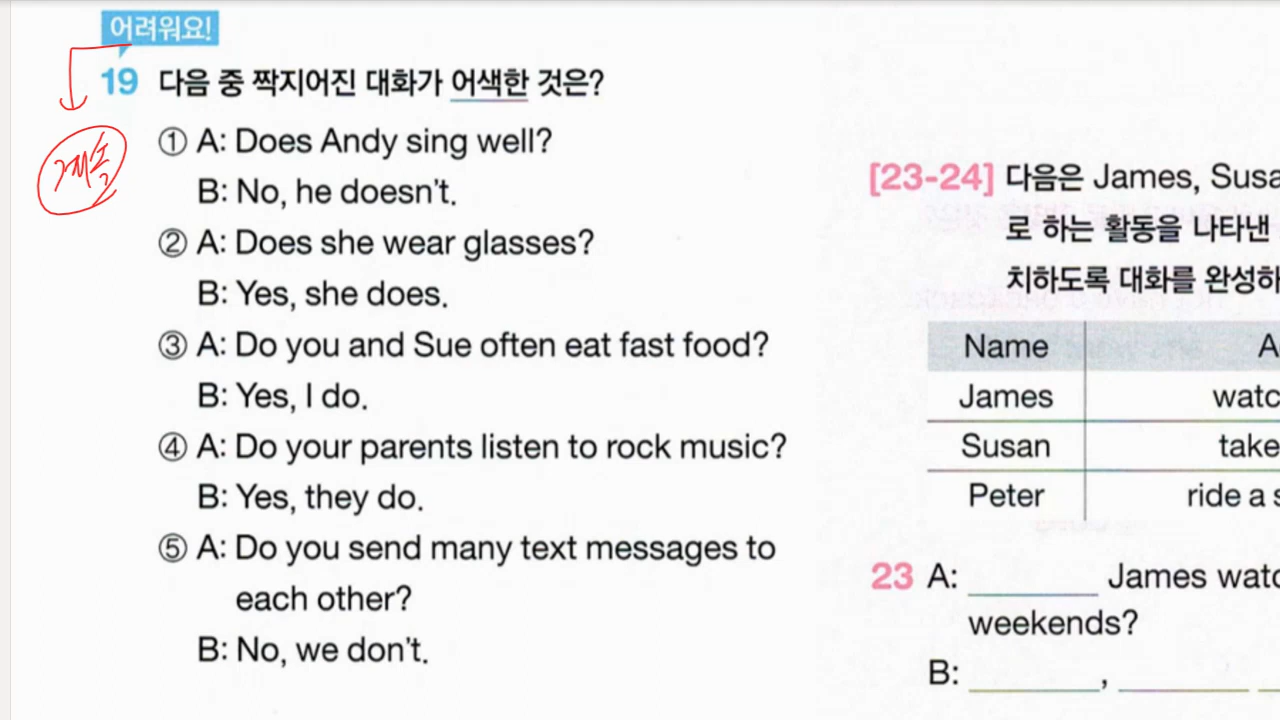 어려워요!
19 다음 중 짝지어진 대화가 어색한 것은?
① A: Does Andy sing well?
B: No, he doesn't.
② A: Does she wear glasses?
B: Yes, she does.
③ A: Do you and Sue often eat fast food?
B: Yes, I do.
④ A: Do your parents listen to rock music?
B: Yes, they do.
⑤ A: Do you send many text messages to
each other?
B: No, we don't.
[23-24] 다음은 James, Susa
로 하는 활동을 나타낸
치하도록 대화를 완성하
Name A
James watc
Susan take
Peter ride a s
23 A: ______ James watc
weekends?
B: ______, ______